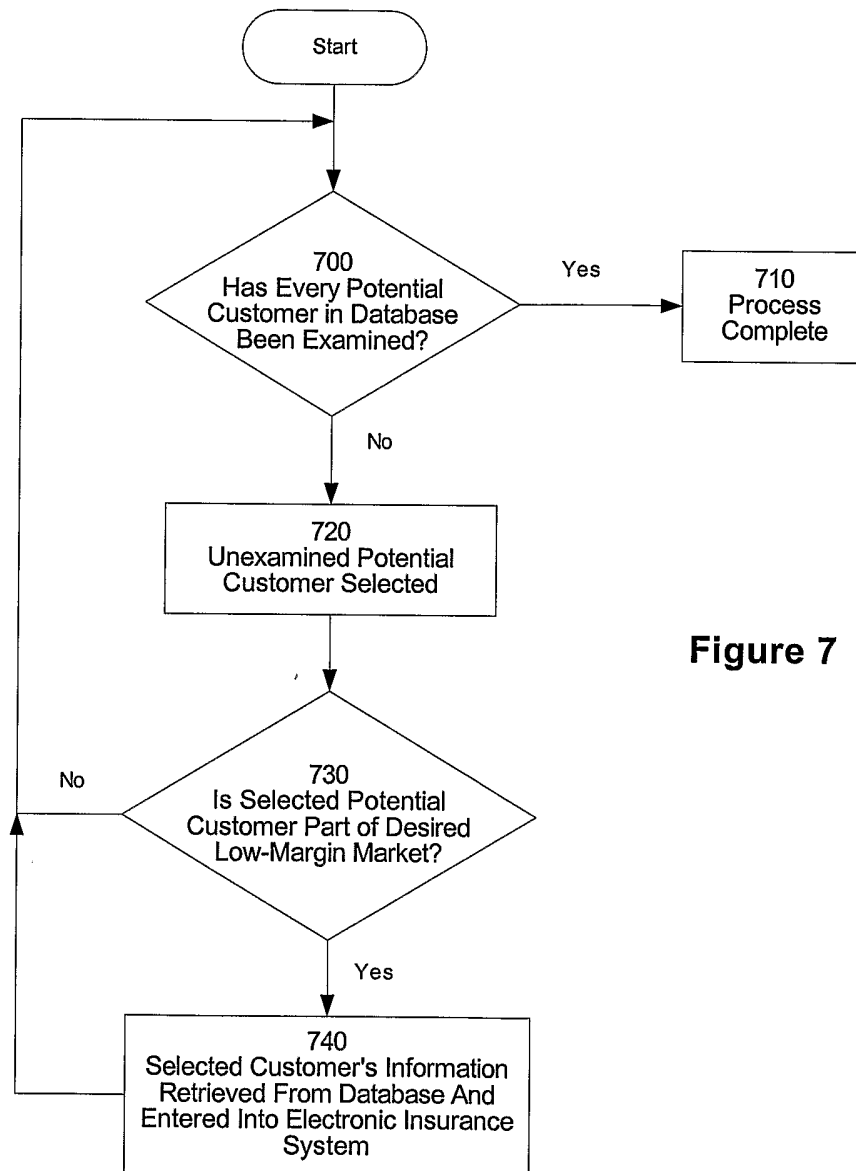 Start
700
Has Every Potential
Customer in Database
Been Examined?
Yes
710
Process
Complete
No
720
Unexamined Potential
Customer Selected
Figure 7
730
Is Selected Potential
Customer Part of Desired
Low-Margin Market?
No
Yes
740
Selected Customer's Information
Retrieved From Database And
Entered Into Electronic Insurance
System